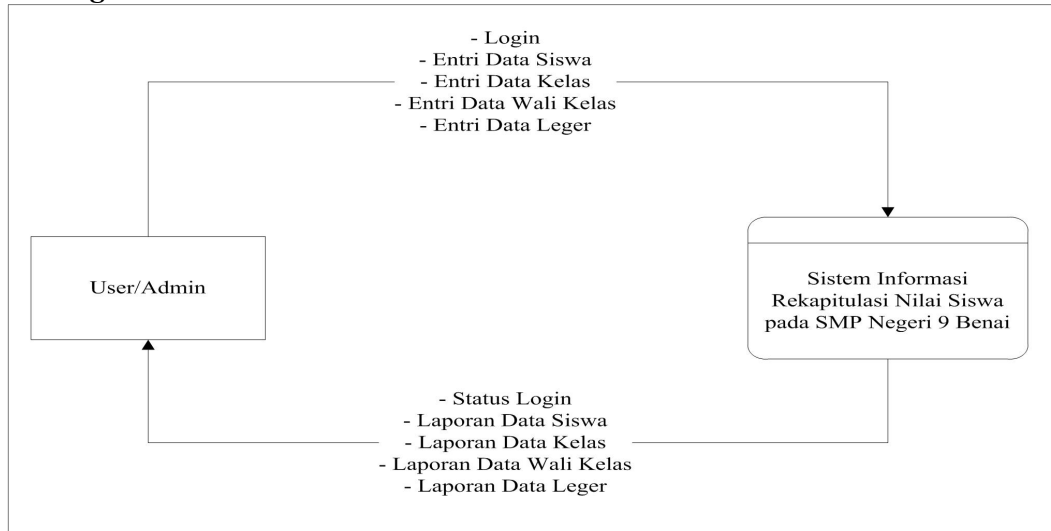 - Login
- Entri Data Siswa
- Entri Data Kelas
- Entri Data Wali Kelas
- Entri Data Leger
User/Admin
Sistem Informasi
Rekapitulasi Nilai Siswa
pada SMP Negeri 9 Benai
- Status Login
- Laporan Data Siswa
- Laporan Data Kelas
- Laporan Data Wali Kelas
- Laporan Data Leger